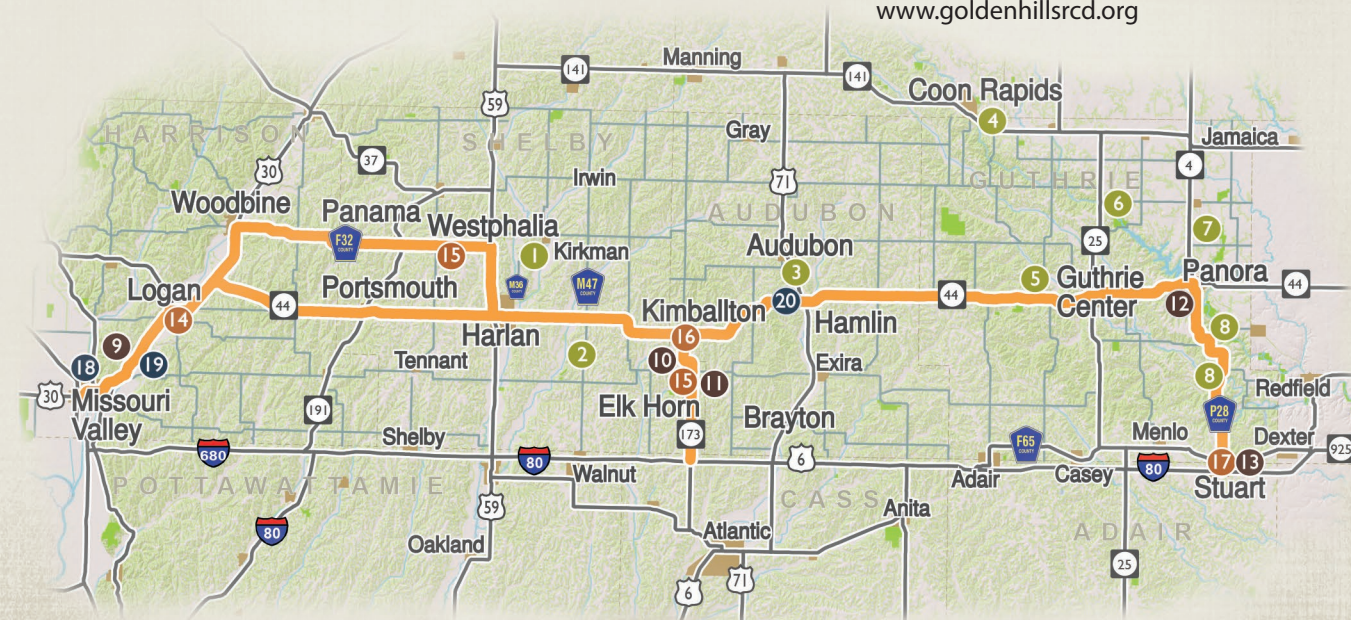 www.goldenhillsrcd.org
Manning
141
141
59
Coon Rapids
4
Gray
Jamaica
HARRISON
SHELBY
37
30
4
71
Irwin
GUTHRIE
Woodbine
Panama
F32
COUNTY
Westphalia
15
1
Kirkman
M36
COUNTY
M47
COUNTY
AUDUBON
Audubon
3
6
7
25
5
Guthrie
Center
Panora
12
44
Logan
14
44
Portsmouth
Harlan
Kimballton
16
20
Hamlin
44
8
8
18
9
19
30
Missouri
Valley
Tennant
2
10
15
11
Exira
Elk Horn
Redfield
191
173
Brayton
P28
COUNTY
Shelby
680
80
Walnut
6
F65
COUNTY
Menlo
Dexter
925
Adair
Casey
80
17
13
Stuart
POTTAWATTAMIE
CASS
Anita
59
80
Oakland
Atlantic
ADAIR
25
6
71